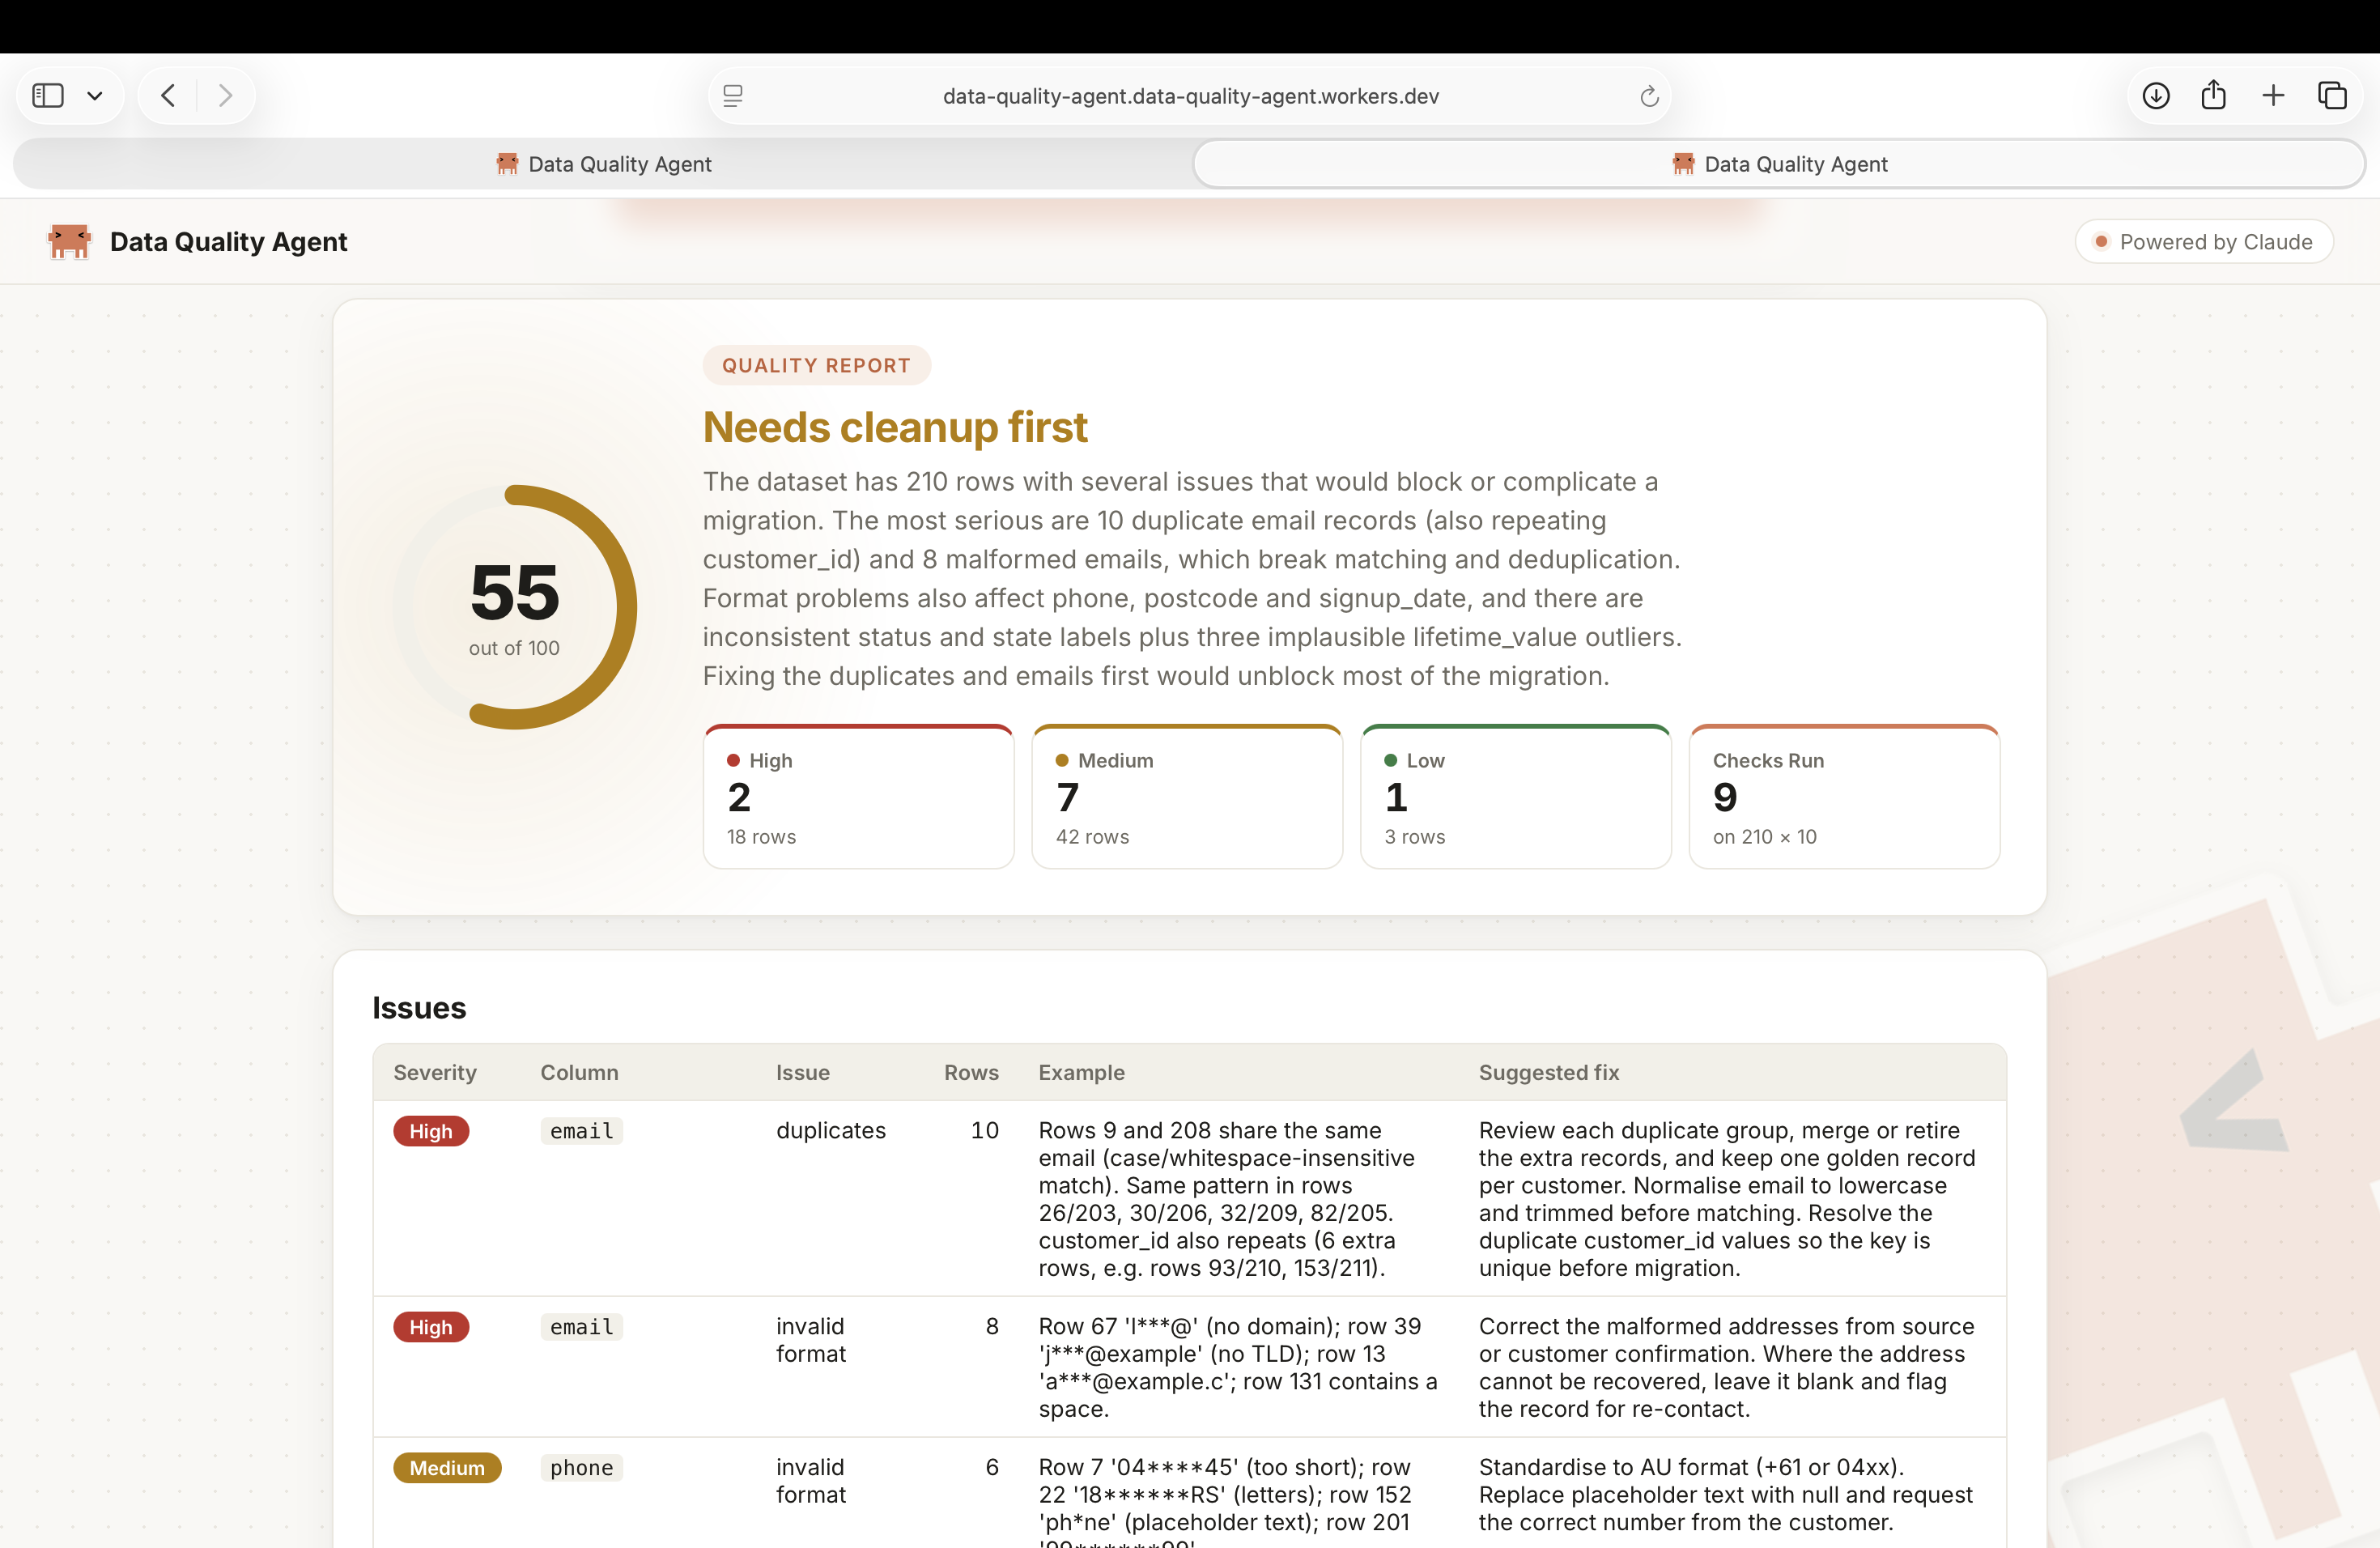 data-quality-agent.data-quality-agent.workers.dev
Data Quality Agent
Data Quality Agent
Data Quality Agent
Powered by Claude
QUALITY REPORT
Needs cleanup first
The dataset has 210 rows with several issues that would block or complicate a
migration. The most serious are 10 duplicate email records (also repeating
customer_id) and 8 malformed emails, which break matching and deduplication.
Format problems also affect phone, postcode and signup_date, and there are
inconsistent status and state labels plus three implausible lifetime_value outliers.
Fixing the duplicates and emails first would unblock most of the migration.
55
out of 100
High
2
18 rows
Medium
7
42 rows
Low
1
3 rows
Checks Run
9
on 210 × 10
Issues
Severity Column Issue Rows Example Suggested fix
High email duplicates 10
Rows 9 and 208 share the same
email (case/whitespace-insensitive
match). Same pattern in rows
26/203, 30/206, 32/209, 82/205.
customer_id also repeats (6 extra
rows, e.g. rows 93/210, 153/211).
Review each duplicate group, merge or retire
the extra records, and keep one golden record
per customer. Normalise email to lowercase
and trimmed before matching. Resolve the
duplicate customer_id values so the key is
unique before migration.
High email invalid
format
8
Row 67 'l***@' (no domain); row 39
'j***@example' (no TLD); row 13
'a***@example.c'; row 131 contains a
space.
Correct the malformed addresses from source
or customer confirmation. Where the address
cannot be recovered, leave it blank and flag
the record for re-contact.
Medium phone invalid
format
6
Row 7 '04****45' (too short); row
22 '18******RS' (letters); row 152
'ph*ne' (placeholder text); row 201
Standardise to AU format (+61 or 04xx).
Replace placeholder text with null and request
the correct number from the customer.